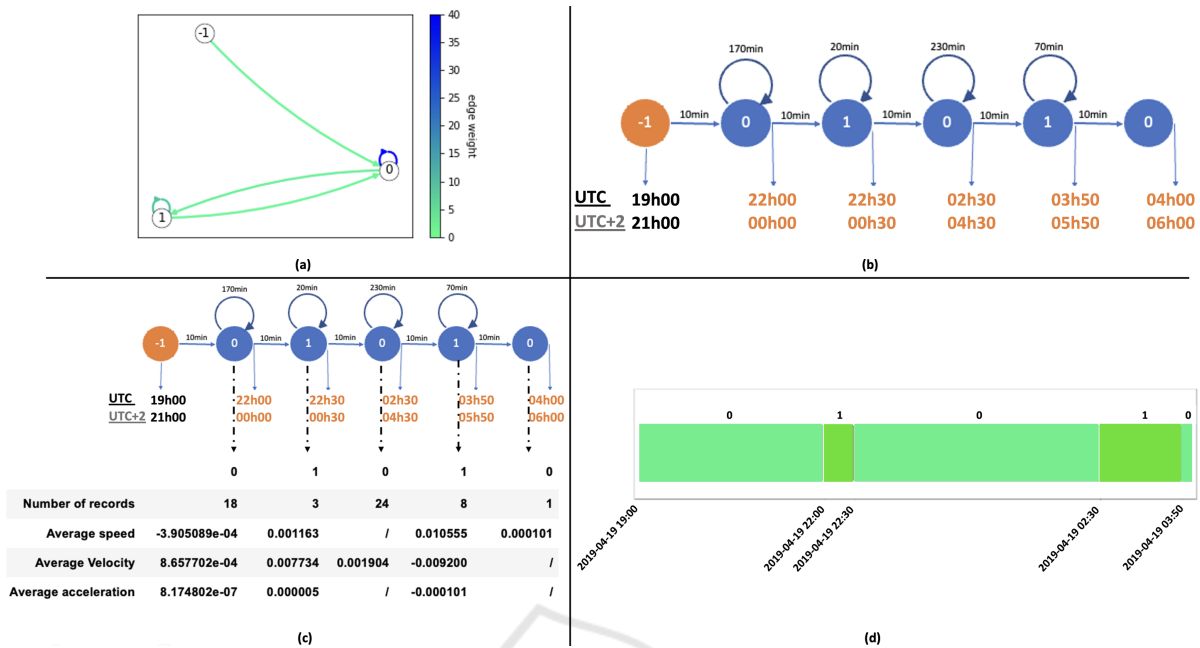 40
35
30
25
20
15
10
5
0
edge weight
-1
0
1
(a)
170min 20min 230min 70min
-1 10min 0 10min 1 10min 0 10min 1 10min 0
UTC 19h00 22h00 22h30 02h30 03h50 04h00
UTC+2 21h00 00h00 00h30 04h30 05h50 06h00
(b)
170min 20min 230min 70min
-1 10min 0 10min 1 10min 0 10min 1 10min 0
UTC 19h00 22h00 22h30 02h30 03h50 04h00
UTC+2 21h00 00h00 00h30 04h30 05h50 06h00
0 1 0 1 0
Number of records 18 3 24 8 1
Average speed -3.905089e-04 0.001163 / 0.010555 0.000101
Average Velocity 8.657702e-04 0.007734 0.001904 -0.009200 /
Average acceleration 8.174802e-07 0.000005 / -0.000101 /
(c)
0 1 0 1 0
2019-04-19 19:00
2019-04-19 22:00
2019-04-19 22:30
2019-04-19 02:30
2019-04-19 03:50
(d)